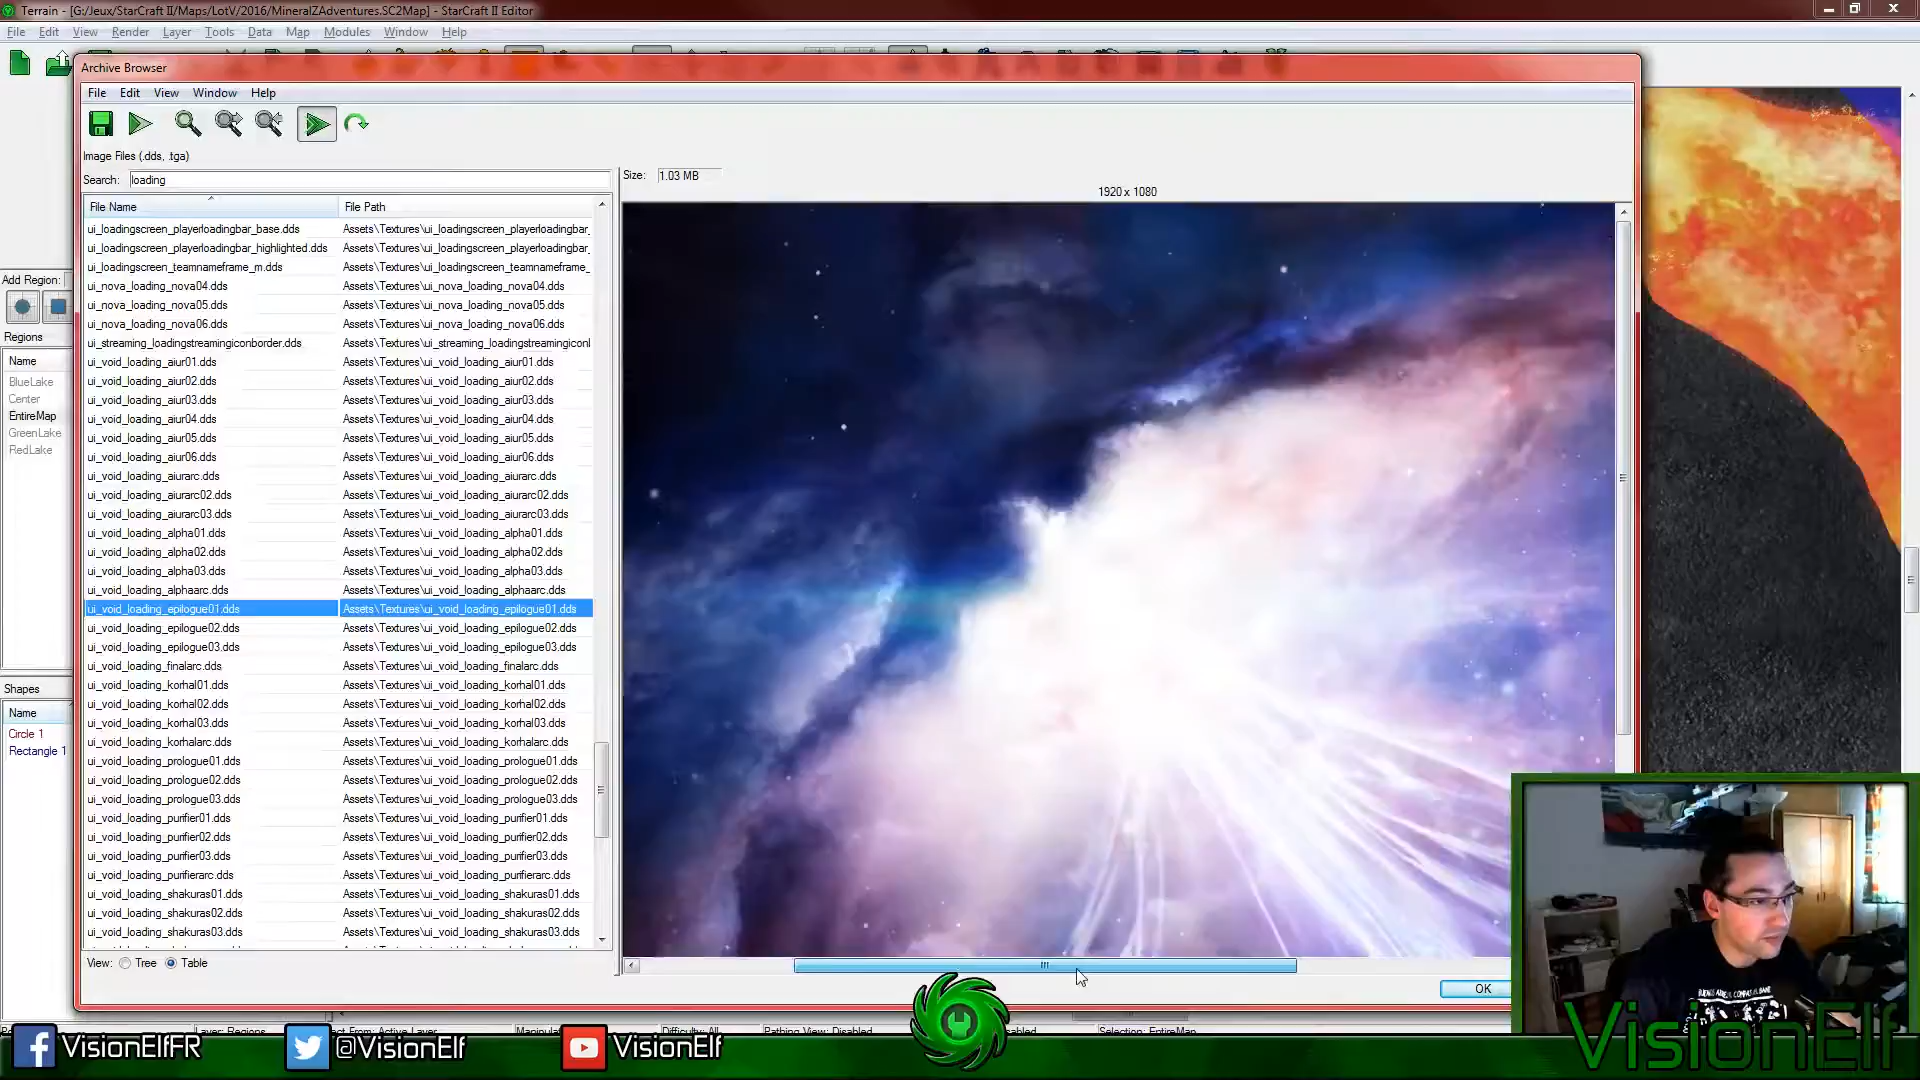 Terrain - [G:/Jeux/StarCraft II/Maps/LotV/2016/MineralZAdventures.SC2Map] - StarCraft II Editor
File Edit View Render Layer Tools Data Map Modules Window Help
Archive Browser
File Edit View Window Help
Image Files (.dds, .tga)
Search: loading
Size: 1.03 MB
1920 x 1080
File Name File Path
ui_loadingscreen_playerloadingbar_base.dds Assets\Textures\ui_loadingscreen_playerloadingbar_
ui_loadingscreen_playerloadingbar_highlighted.dds Assets\Textures\ui_loadingscreen_playerloadingbar_
ui_loadingscreen_teamnameframe_m.dds Assets\Textures\ui_loadingscreen_teamnameframe_
ui_nova_loading_nova04.dds Assets\Textures\ui_nova_loading_nova04.dds
ui_nova_loading_nova05.dds Assets\Textures\ui_nova_loading_nova05.dds
ui_nova_loading_nova06.dds Assets\Textures\ui_nova_loading_nova06.dds
ui_streaming_loadingstreamingiconborder.dds Assets\Textures\ui_streaming_loadingstreamingiconl
ui_void_loading_aiur01.dds Assets\Textures\ui_void_loading_aiur01.dds
ui_void_loading_aiur02.dds Assets\Textures\ui_void_loading_aiur02.dds
ui_void_loading_aiur03.dds Assets\Textures\ui_void_loading_aiur03.dds
ui_void_loading_aiur04.dds Assets\Textures\ui_void_loading_aiur04.dds
ui_void_loading_aiur05.dds Assets\Textures\ui_void_loading_aiur05.dds
ui_void_loading_aiur06.dds Assets\Textures\ui_void_loading_aiur06.dds
ui_void_loading_aiurarc.dds Assets\Textures\ui_void_loading_aiurarc.dds
ui_void_loading_aiurarc02.dds Assets\Textures\ui_void_loading_aiurarc02.dds
ui_void_loading_aiurarc03.dds Assets\Textures\ui_void_loading_aiurarc03.dds
ui_void_loading_alpha01.dds Assets\Textures\ui_void_loading_alpha01.dds
ui_void_loading_alpha02.dds Assets\Textures\ui_void_loading_alpha02.dds
ui_void_loading_alpha03.dds Assets\Textures\ui_void_loading_alpha03.dds
ui_void_loading_alphaarc.dds Assets\Textures\ui_void_loading_alphaarc.dds
ui_void_loading_epilogue01.dds Assets\Textures\ui_void_loading_epilogue01.dds
ui_void_loading_epilogue02.dds Assets\Textures\ui_void_loading_epilogue02.dds
ui_void_loading_epilogue03.dds Assets\Textures\ui_void_loading_epilogue03.dds
ui_void_loading_finalarc.dds Assets\Textures\ui_void_loading_finalarc.dds
ui_void_loading_korhal01.dds Assets\Textures\ui_void_loading_korhal01.dds
ui_void_loading_korhal02.dds Assets\Textures\ui_void_loading_korhal02.dds
ui_void_loading_korhal03.dds Assets\Textures\ui_void_loading_korhal03.dds
ui_void_loading_korhalarc.dds Assets\Textures\ui_void_loading_korhalarc.dds
ui_void_loading_prologue01.dds Assets\Textures\ui_void_loading_prologue01.dds
ui_void_loading_prologue02.dds Assets\Textures\ui_void_loading_prologue02.dds
ui_void_loading_prologue03.dds Assets\Textures\ui_void_loading_prologue03.dds
ui_void_loading_purifier01.dds Assets\Textures\ui_void_loading_purifier01.dds
ui_void_loading_purifier02.dds Assets\Textures\ui_void_loading_purifier02.dds
ui_void_loading_purifier03.dds Assets\Textures\ui_void_loading_purifier03.dds
ui_void_loading_purifierarc.dds Assets\Textures\ui_void_loading_purifierarc.dds
ui_void_loading_shakuras01.dds Assets\Textures\ui_void_loading_shakuras01.dds
ui_void_loading_shakuras02.dds Assets\Textures\ui_void_loading_shakuras02.dds
ui_void_loading_shakuras03.dds Assets\Textures\ui_void_loading_shakuras03.dds
View: Tree Table
OK
Add Region:
Regions
Name
BlueLake
Center
EntireMap
GreenLake
RedLake
Shapes
Name
Circle 1
Rectangle 1
Selection: EntireMap
VisionElfFR @VisionElf VisionElf
VisionElf